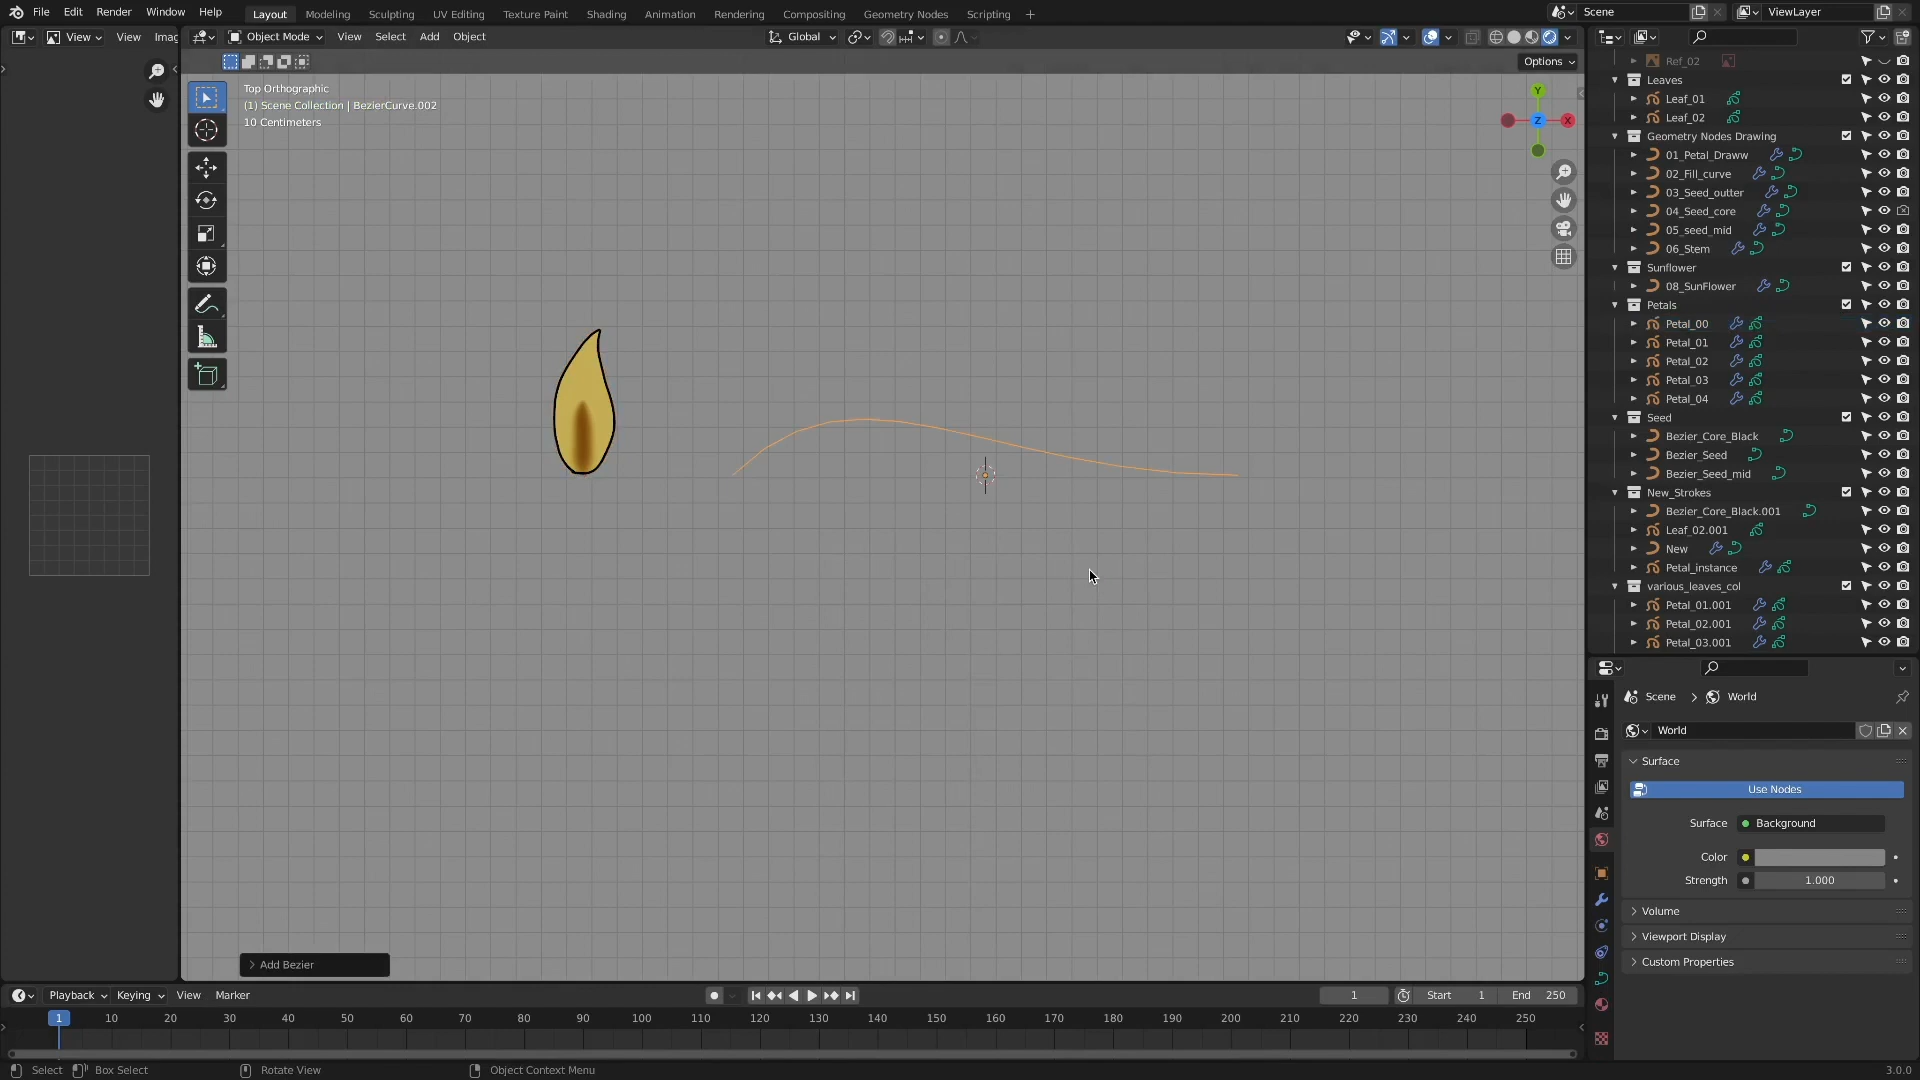 File Edit Render Window Help Layout Modeling Sculpting UV Editing Texture Paint Shading Animation Rendering Compositing Geometry Nodes Scripting + Scene ViewLayer
View View Imag Object Mode View Select Add Object Global
Options
Top Orthographic
(1) Scene Collection | BezierCurve.002
10 Centimeters
Y
Z
X
Ref_02
Leaves
Leaf_01
Leaf_02
Geometry Nodes Drawing
01_Petal_Draww
02_Fill_curve
03_Seed_outter
04_Seed_core
05_seed_mid
06_Stem
Sunflower
08_SunFlower
Petals
Petal_00
Petal_01
Petal_02
Petal_03
Petal_04
Seed
Bezier_Core_Black
Bezier_Seed
Bezier_Seed_mid
New_Strokes
Bezier_Core_Black.001
Leaf_02.001
New
Petal_instance
various_leaves_col
Petal_01.001
Petal_02.001
Petal_03.001
Scene > World
World
Surface
Use Nodes
Surface Background
Color
Strength 1.000
Volume
Viewport Display
Custom Properties
Add Bezier
Playback Keying View Marker 1 Start 1 End 250
1 10 20 30 40 50 60 70 80 90 100 110 120 130 140 150 160 170 180 190 200 210 220 230 240 250
Select Box Select Rotate View Object Context Menu 3.0.0